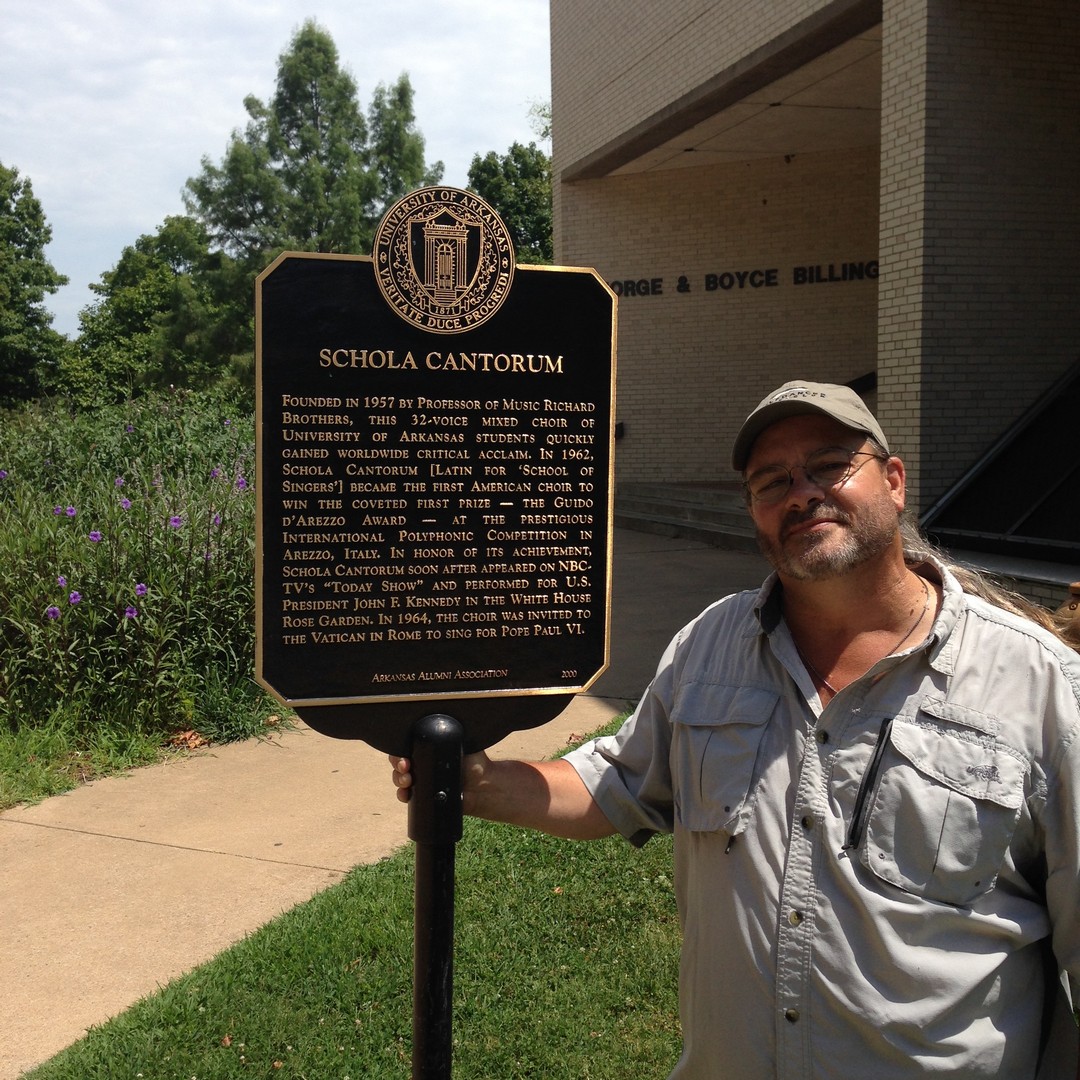 UNIVERSITY OF ARKANSAS
VERITATE DUCE PROGREDI
1871
SCHOLA CANTORUM
FOUNDED IN 1957 BY PROFESSOR OF MUSIC RICHARD
BROTHERS, THIS 32-VOICE MIXED CHOIR OF
UNIVERSITY OF ARKANSAS STUDENTS QUICKLY
GAINED WORLDWIDE CRITICAL ACCLAIM. IN 1962,
SCHOLA CANTORUM [LATIN FOR ‘SCHOOL OF
SINGERS’] BECAME THE FIRST AMERICAN CHOIR TO
WIN THE COVETED FIRST PRIZE — THE GUIDO
D’AREZZO AWARD — AT THE PRESTIGIOUS
INTERNATIONAL POLYPHONIC COMPETITION IN
AREZZO, ITALY. IN HONOR OF ITS ACHIEVEMENT,
SCHOLA CANTORUM SOON AFTER APPEARED ON NBC-
TV’S “TODAY SHOW” AND PERFORMED FOR U.S.
PRESIDENT JOHN F. KENNEDY IN THE WHITE HOUSE
ROSE GARDEN. IN 1964, THE CHOIR WAS INVITED TO
THE VATICAN IN ROME TO SING FOR POPE PAUL VI.
ARKANSAS ALUMNI ASSOCIATION 2000
ORGE & BOYCE BILLING